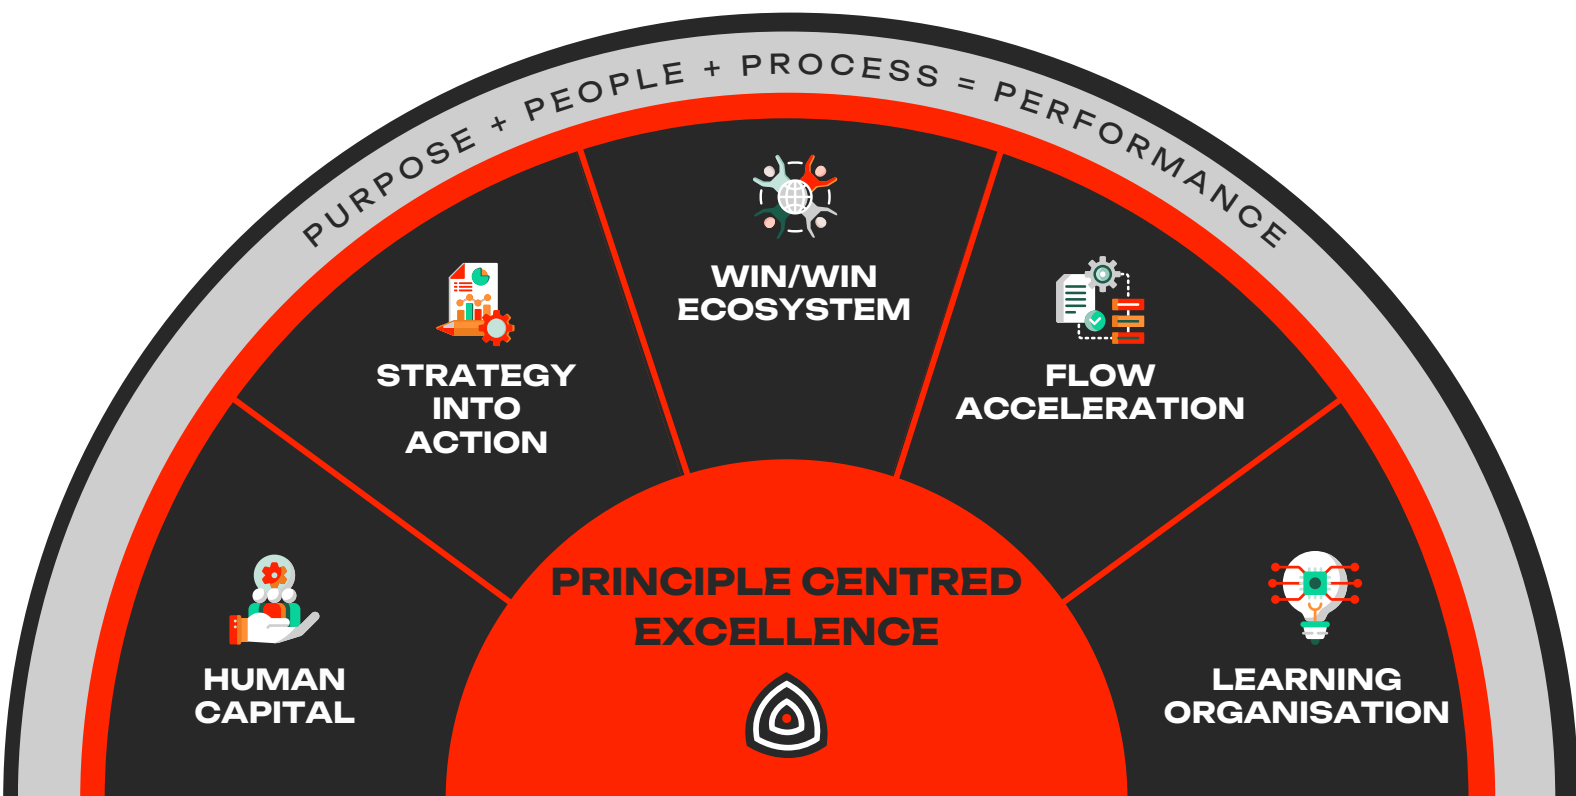 PURPOSE + PEOPLE + PROCESS = PERFORMANCE
HUMAN
CAPITAL
STRATEGY
INTO
ACTION
WIN/WIN
ECOSYSTEM
FLOW
ACCELERATION
LEARNING
ORGANISATION
PRINCIPLE CENTRED
EXCELLENCE